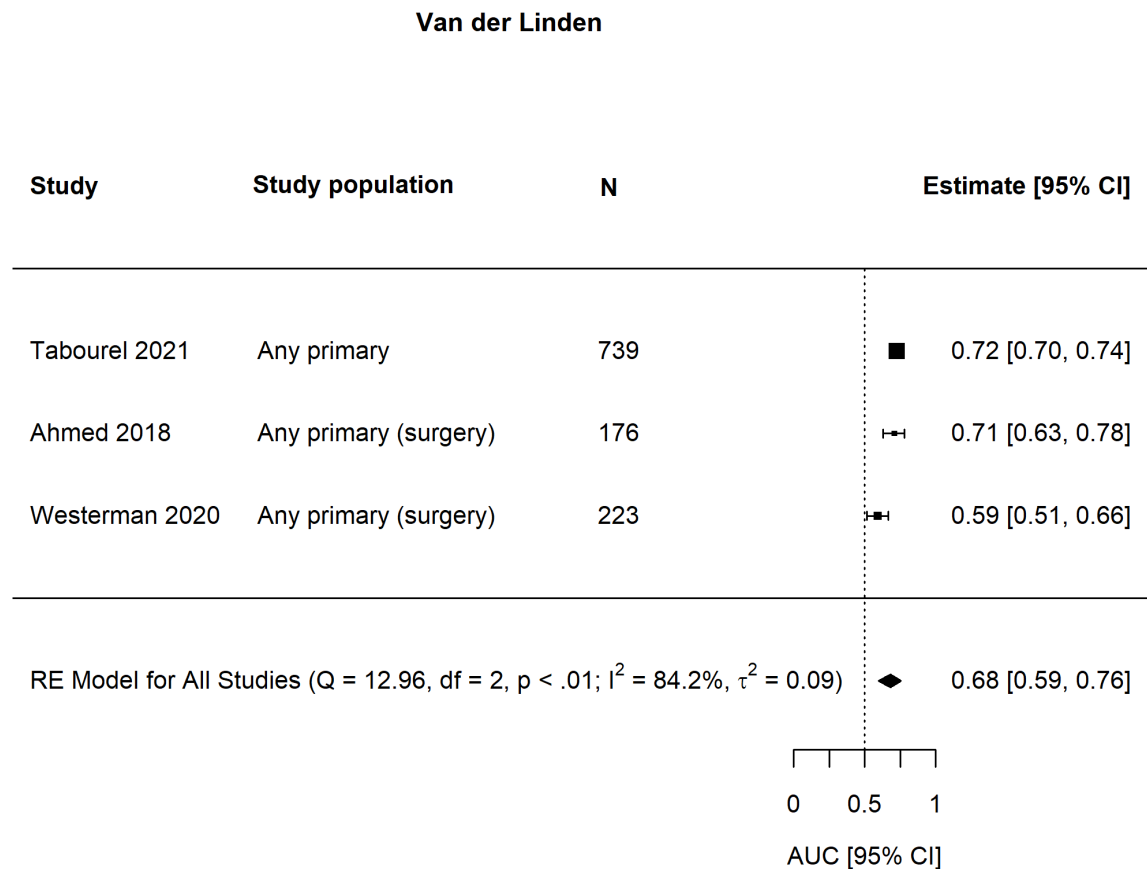 Van der Linden
Study Study population N Estimate [95% CI]
Tabourel 2021 Any primary 739 0.72 [0.70, 0.74]
Ahmed 2018 Any primary (surgery) 176 0.71 [0.63, 0.78]
Westerman 2020 Any primary (surgery) 223 0.59 [0.51, 0.66]
RE Model for All Studies (Q = 12.96, df = 2, p < .01; I² = 84.2%, τ² = 0.09) 0.68 [0.59, 0.76]
0 0.5 1
AUC [95% CI]